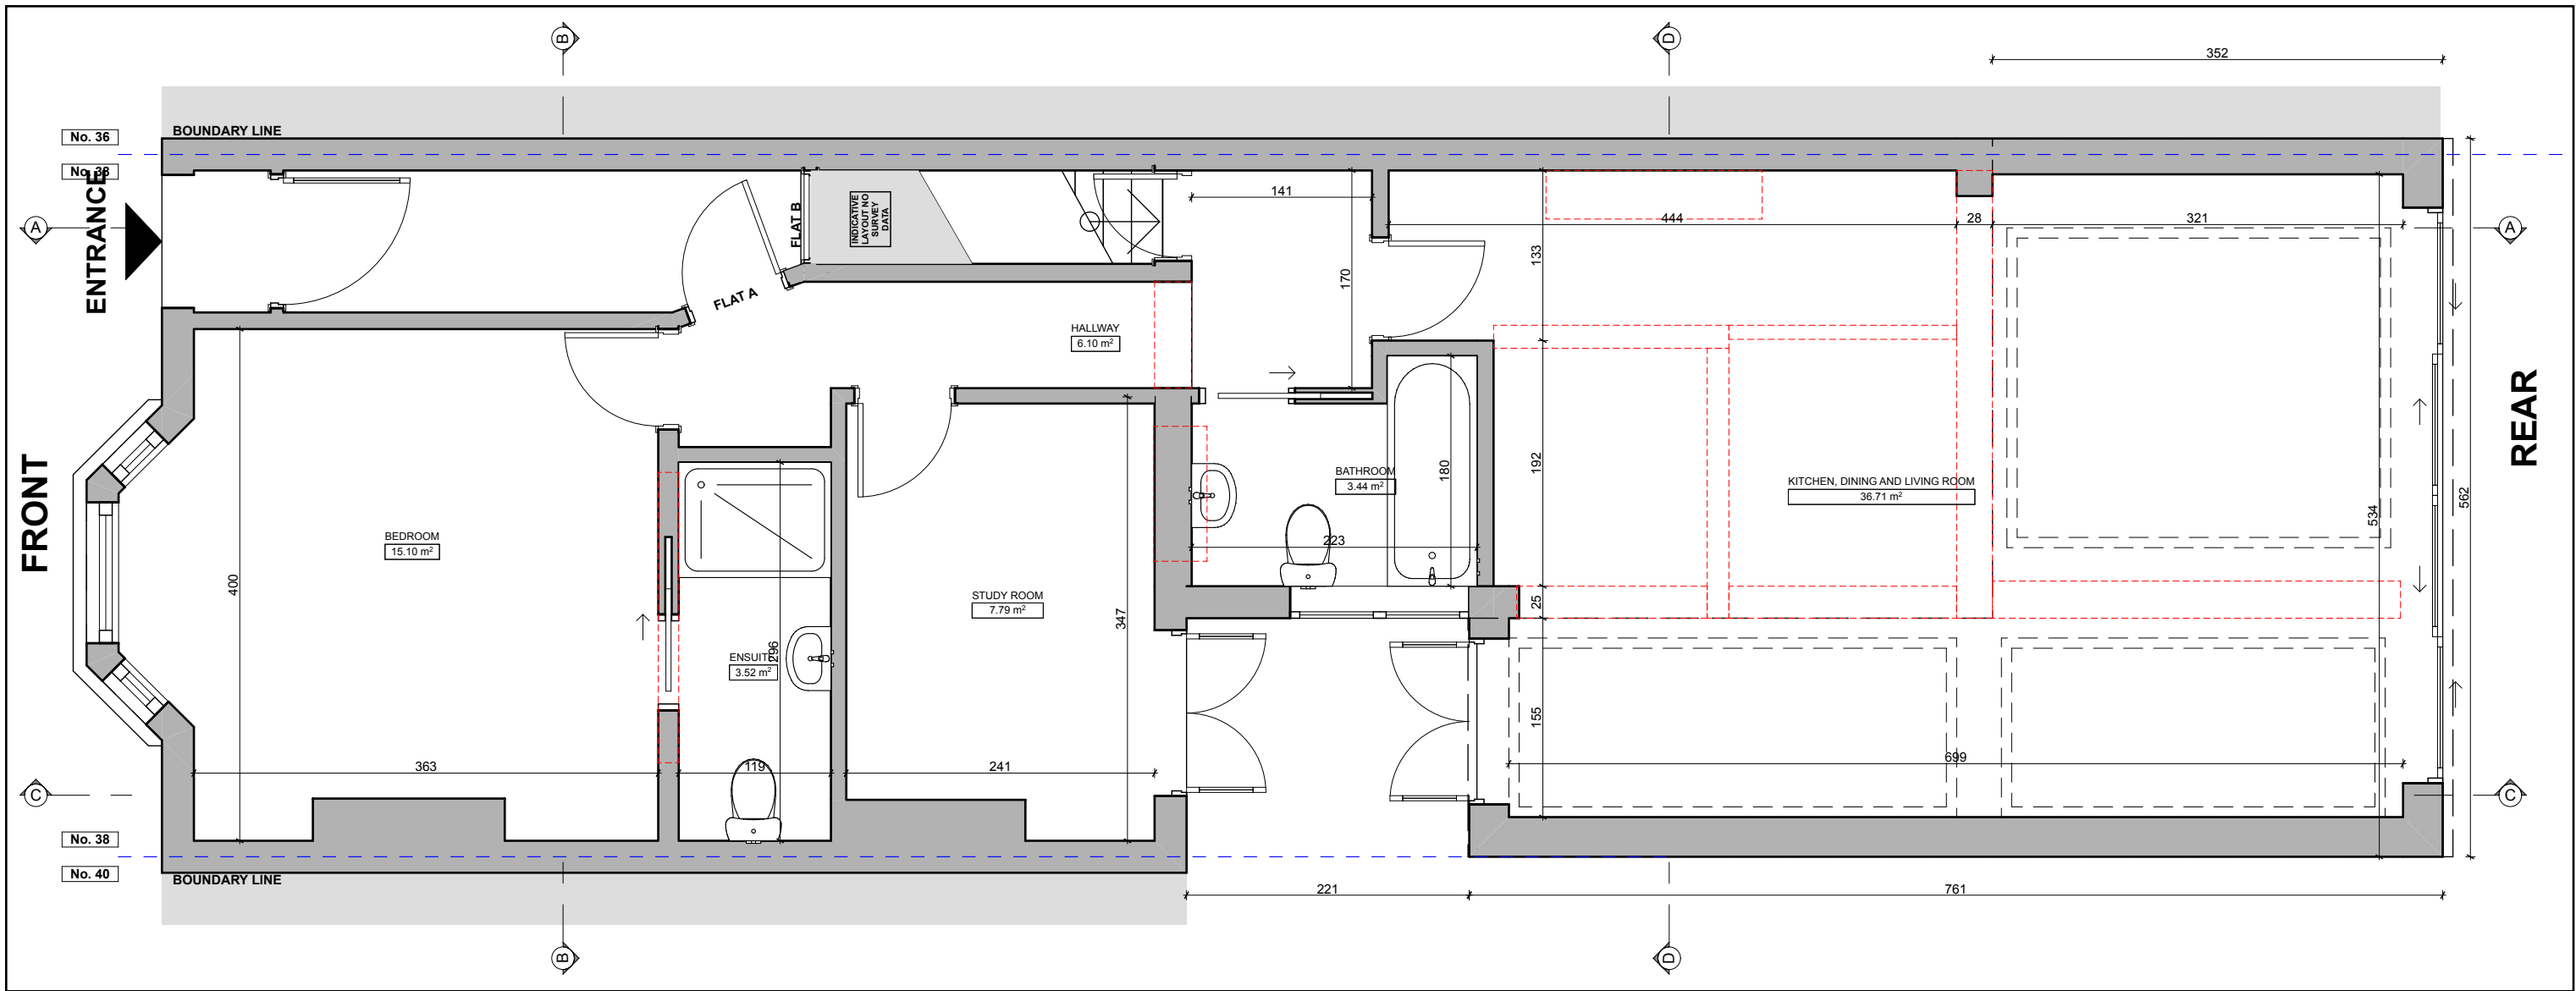 B
D
352
No. 36
BOUNDARY LINE
No. 38
ENTRANCE
A
FLAT B
INDICATIVE
LAYOUT NO
SURVEY
DATA
141
444
28
321
A
133
170
FLAT A
HALLWAY
6.10 m²
FRONT
REAR
BATHROOM
3.44 m²
180
192
KITCHEN, DINING AND LIVING ROOM
36.71 m²
562
534
BEDROOM
15.10 m²
223
400
STUDY ROOM
7.79 m²
347
25
ENSUITE
3.52 m²
296
155
363
119
241
699
C
C
No. 38
No. 40
BOUNDARY LINE
221
761
B
D